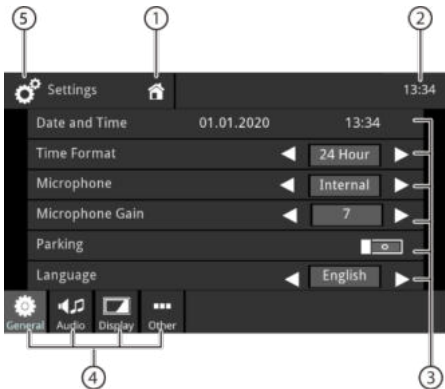 5 1 2
Settings 13:34
Date and Time 01.01.2020 13:34
Time Format 24 Hour
Microphone Internal
Microphone Gain 7
Parking
Language English
General Audio Display Other
4 3